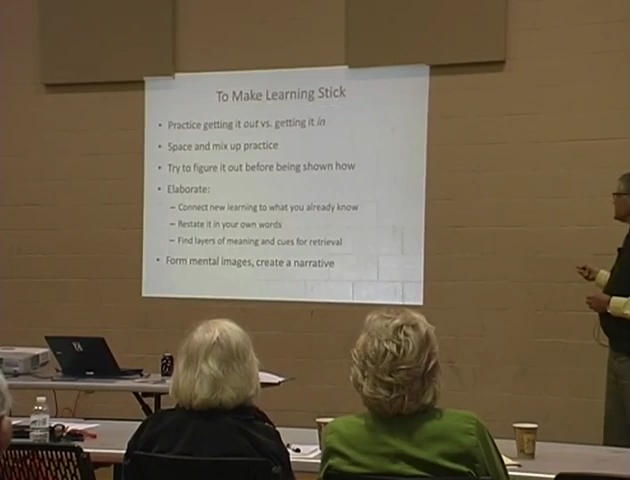 To Make Learning Stick
• Practice getting it out vs. getting it in
• Space and mix up practice
• Try to figure it out before being shown how
• Elaborate:
– Connect new learning to what you already know
– Restate it in your own words
– Find layers of meaning and cues for retrieval
• Form mental images, create a narrative